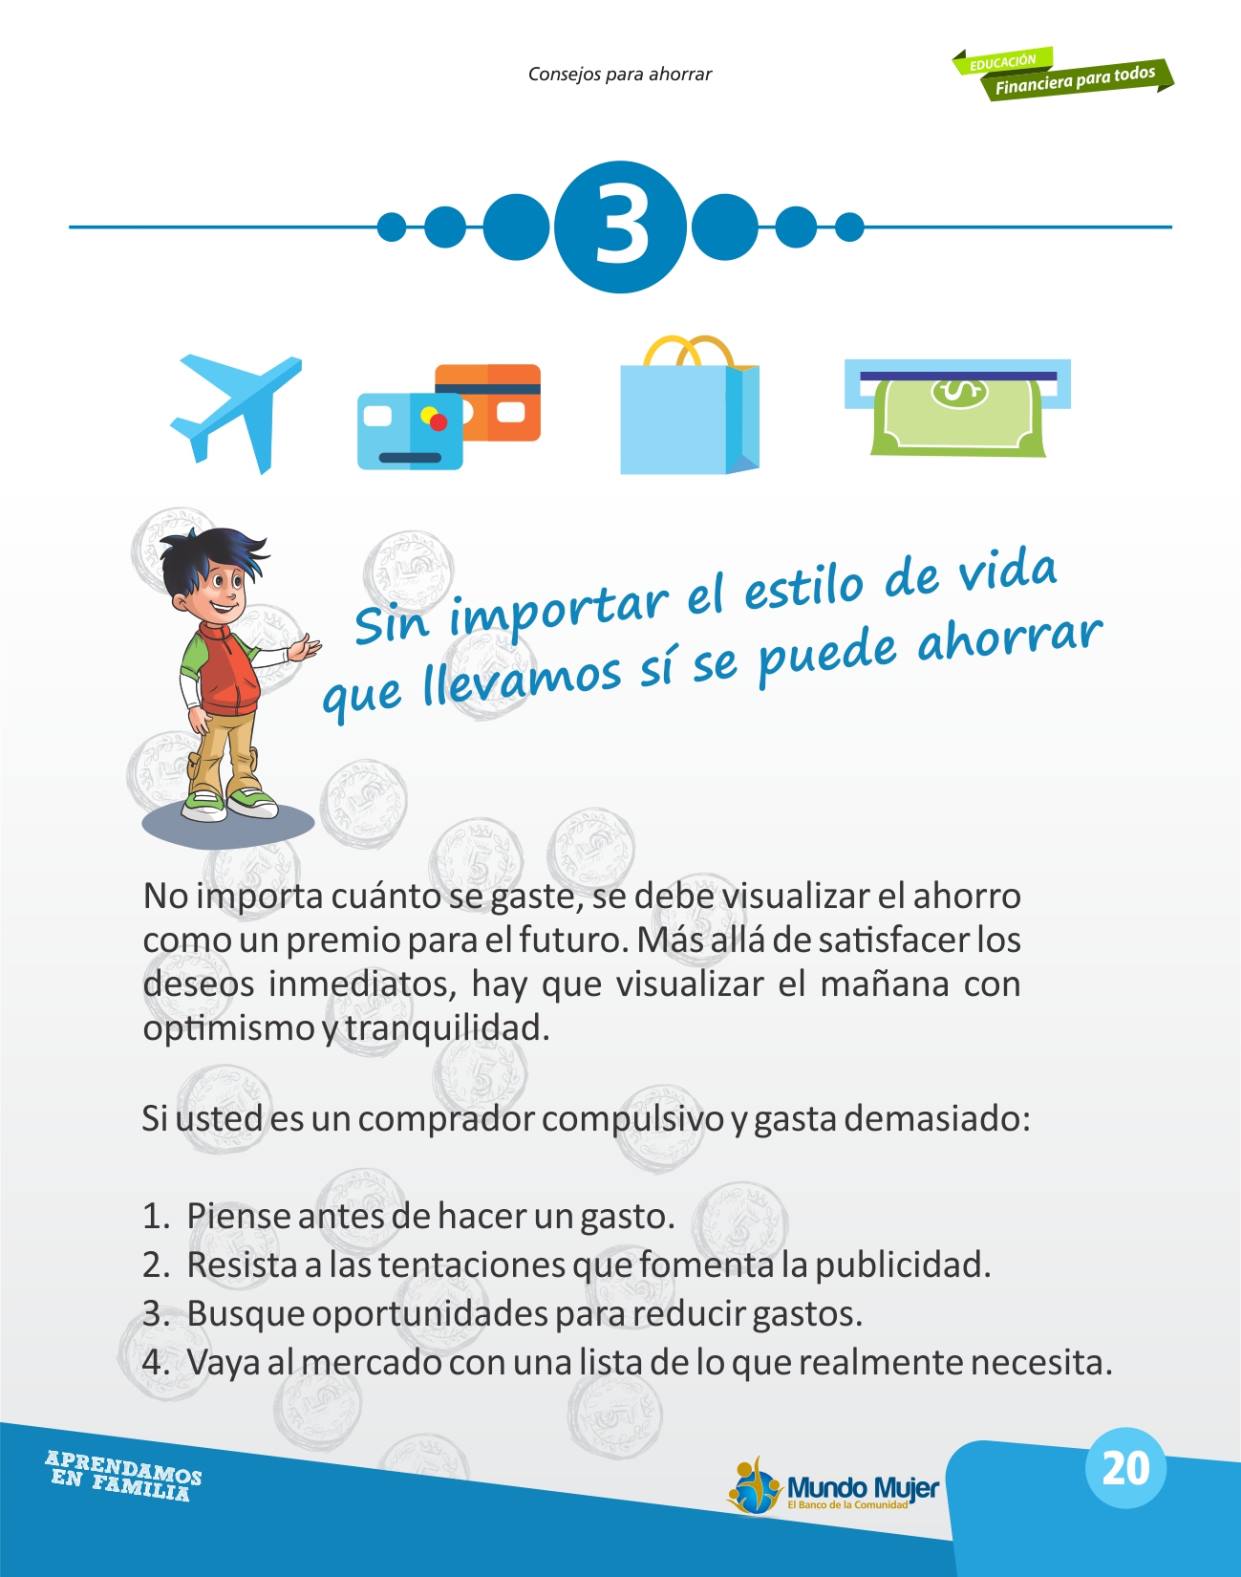 Consejos para ahorrar
EDUCACIÓN
Financiera para todos
3
$
Sin importar el estilo de vida
que llevamos sí se puede ahorrar
No importa cuánto se gaste, se debe visualizar el ahorro
como un premio para el futuro. Más allá de satisfacer los
deseos inmediatos, hay que visualizar el mañana con
optimismo y tranquilidad.
Si usted es un comprador compulsivo y gasta demasiado:
1. Piense antes de hacer un gasto.
2. Resista a las tentaciones que fomenta la publicidad.
3. Busque oportunidades para reducir gastos.
4. Vaya al mercado con una lista de lo que realmente necesita.
APRENDAMOS
EN FAMILIA
Mundo Mujer
El Banco de la Comunidad
20